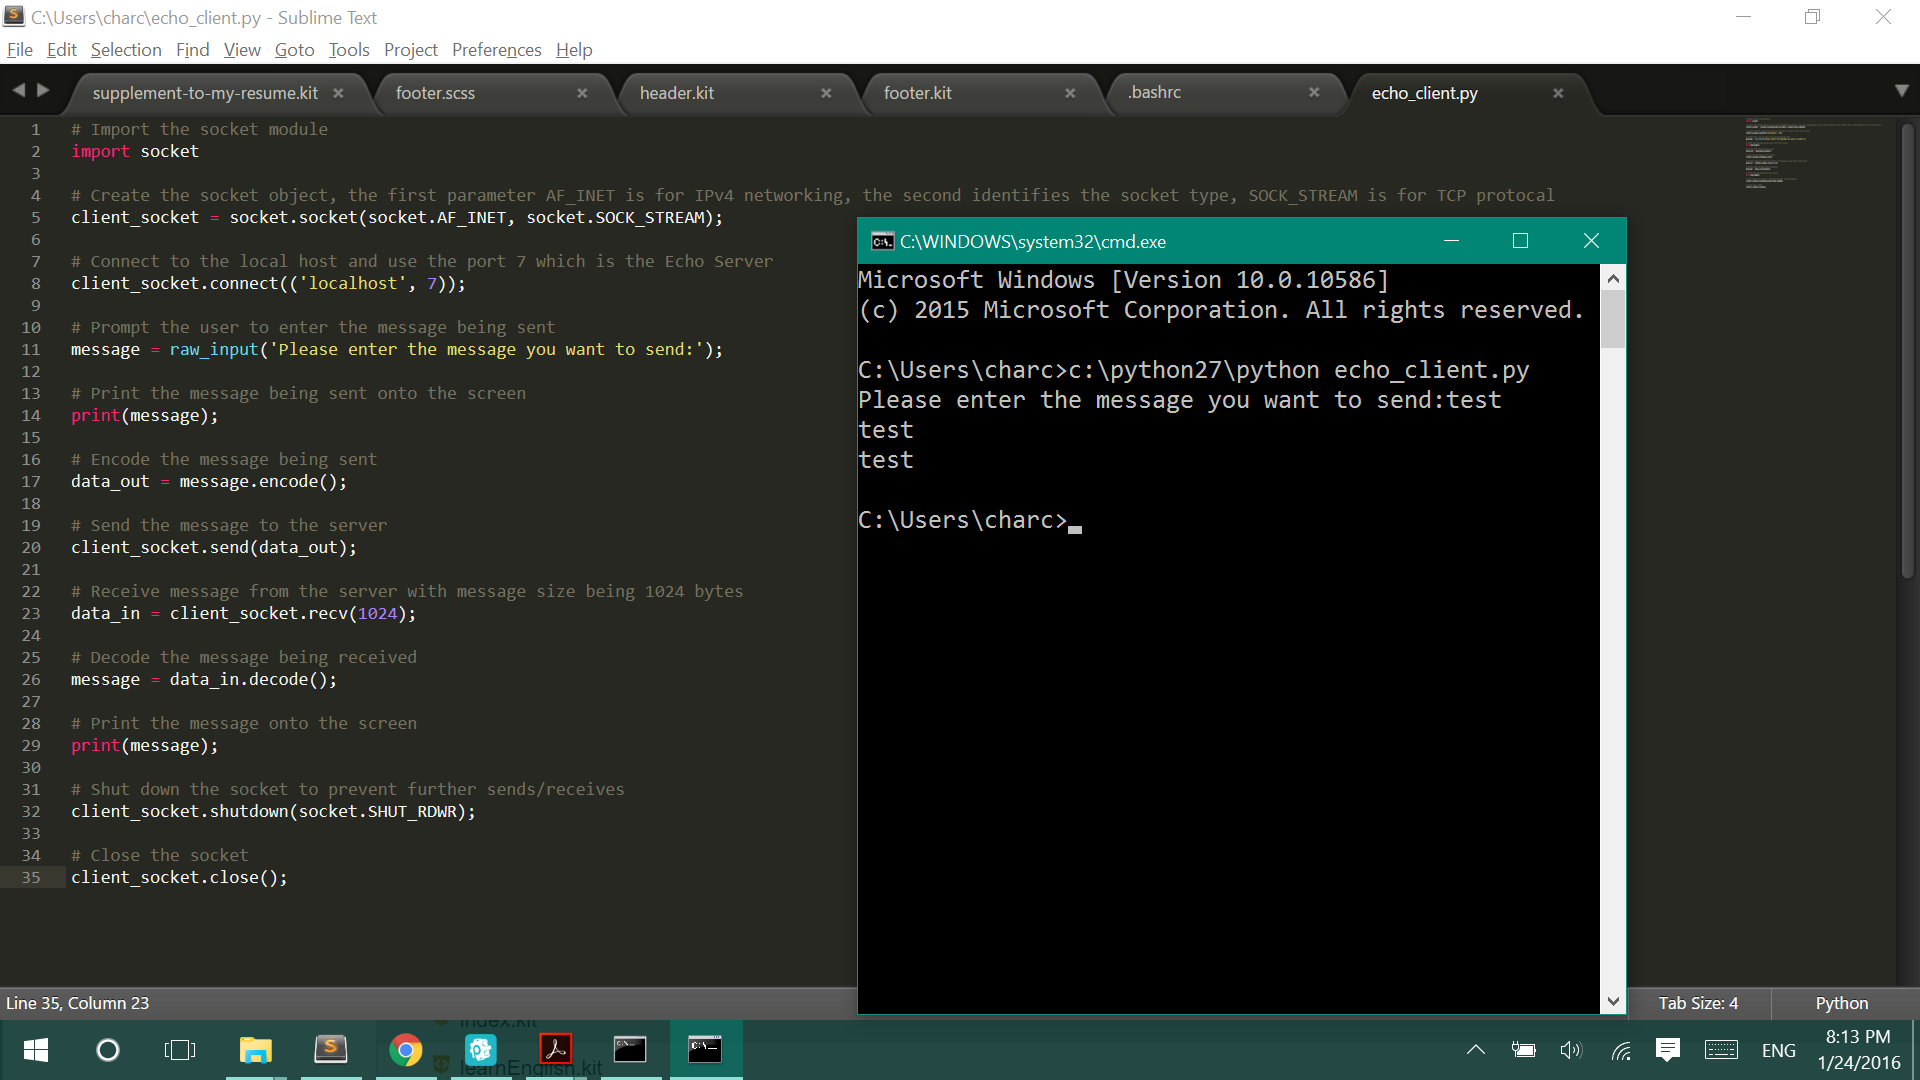 C:\Users\charc\echo_client.py - Sublime Text
File Edit Selection Find View Goto Tools Project Preferences Help
supplement-to-my-resume.kit footer.scss header.kit footer.kit .bashrc echo_client.py
1 # Import the socket module
2 import socket
3
4 # Create the socket object, the first parameter AF_INET is for IPv4 networking, the second identifies the socket type, SOCK_STREAM is for TCP protocal
5 client_socket = socket.socket(socket.AF_INET, socket.SOCK_STREAM);
6
7 # Connect to the local host and use the port 7 which is the Echo Server
8 client_socket.connect(('localhost', 7));
9
10 # Prompt the user to enter the message being sent
11 message = raw_input('Please enter the message you want to send:');
12
13 # Print the message being sent onto the screen
14 print(message);
15
16 # Encode the message being sent
17 data_out = message.encode();
18
19 # Send the message to the server
20 client_socket.send(data_out);
21
22 # Receive message from the server with message size being 1024 bytes
23 data_in = client_socket.recv(1024);
24
25 # Decode the message being received
26 message = data_in.decode();
27
28 # Print the message onto the screen
29 print(message);
30
31 # Shut down the socket to prevent further sends/receives
32 client_socket.shutdown(socket.SHUT_RDWR);
33
34 # Close the socket
35 client_socket.close();
C:\WINDOWS\system32\cmd.exe
Microsoft Windows [Version 10.0.10586]
(c) 2015 Microsoft Corporation. All rights reserved.
C:\Users\charc>c:\python27\python echo_client.py
Please enter the message you want to send:test
test
test
C:\Users\charc>
Line 35, Column 23
Tab Size: 4
Python
index.kit
learnEnglish.kit
ENG
8:13 PM
1/24/2016